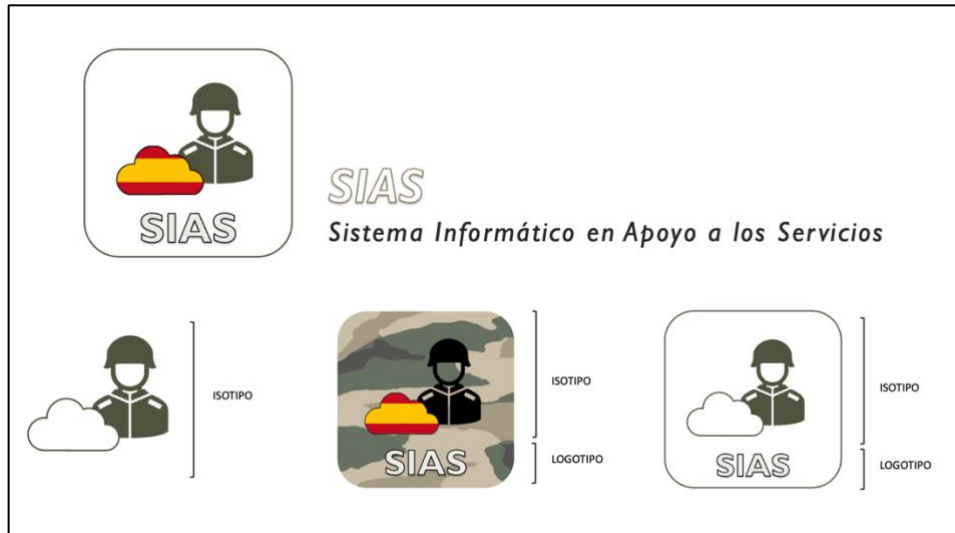 SIAS
SIAS
Sistema Informático en Apoyo a los Servicios
ISOTIPO
ISOTIPO
SIAS
LOGOTIPO
ISOTIPO
SIAS
LOGOTIPO